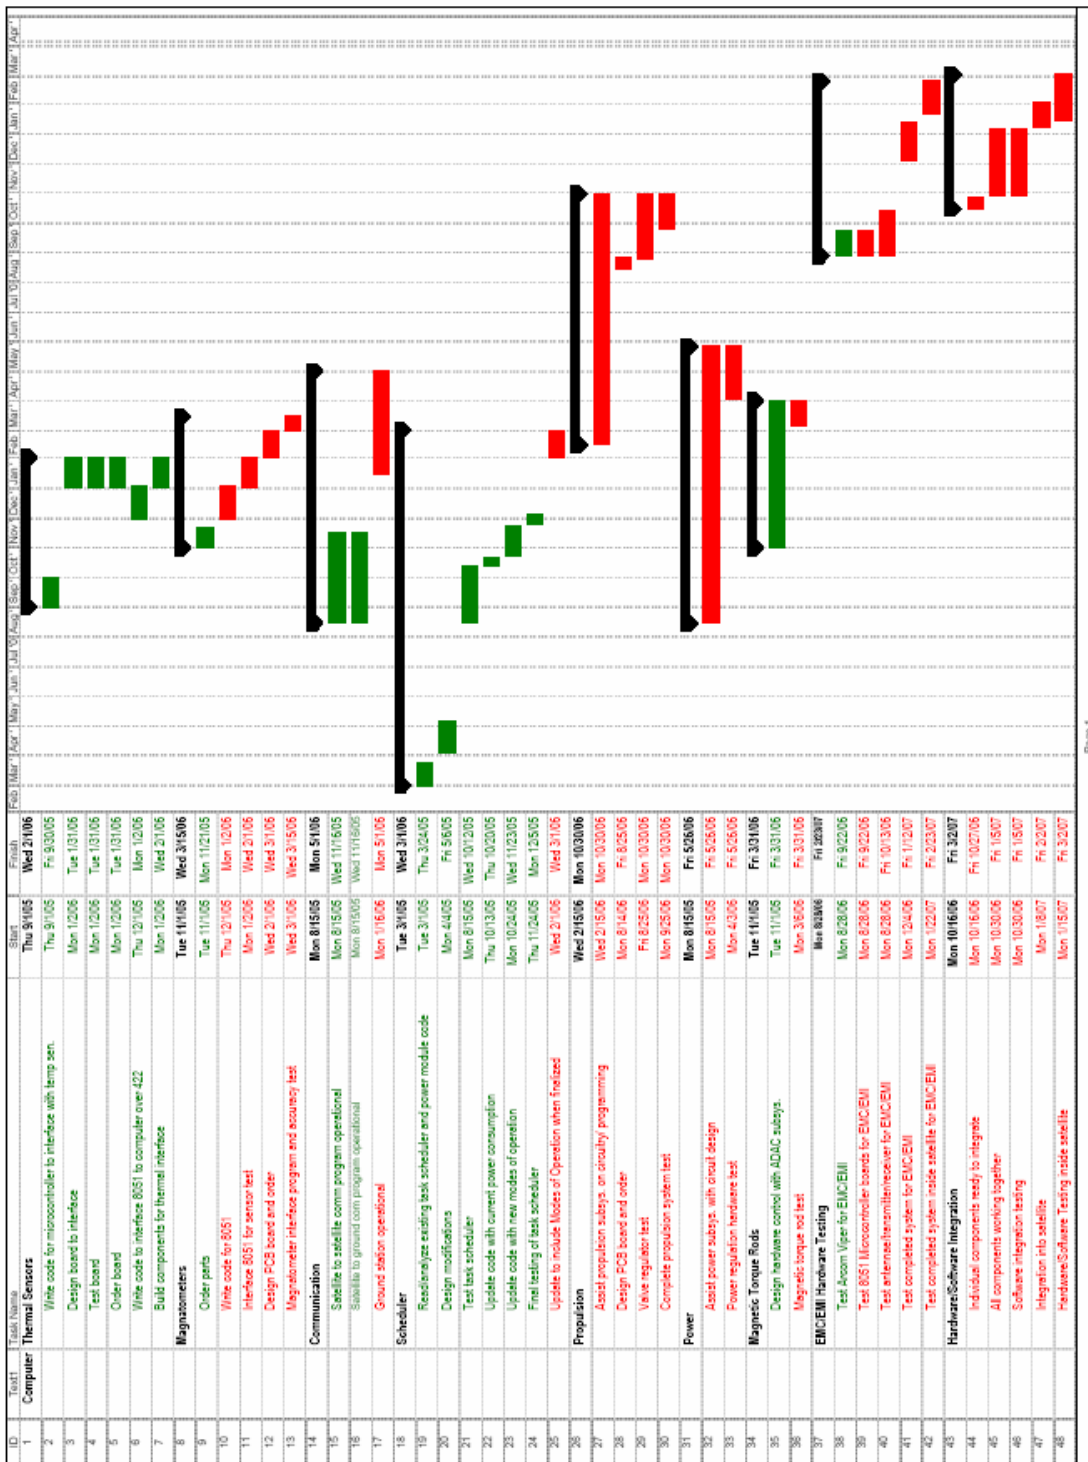 ID Text1 Task Name Start Finish Feb Mar Apr May Jun Jul Aug Sep Oct Nov Dec Jan Feb Mar Apr May Jun Jul Aug Sep Oct Nov Dec Jan Feb Mar Apr
1 Computer Thermal Sensors Thu 9/1/05 Wed 2/1/06
2 Write code for microcontroller to interface with temp sen. Thu 9/1/05 Fri 9/30/05
3 Design board to interface Mon 1/2/06 Tue 1/31/06
4 Test board Mon 1/2/06 Tue 1/31/06
5 Order board Mon 1/2/06 Tue 1/31/06
6 Write code to interface 8051 to computer over 422 Thu 12/1/05 Mon 1/2/06
7 Build components for thermal interface Mon 1/2/06 Wed 2/1/06
8 Magnatometers Tue 11/1/05 Wed 3/15/06
9 Order parts Tue 11/1/05 Mon 11/21/05
10 Write code for 8051 Thu 12/1/05 Mon 1/2/06
11 Interface 8051 for sensor test Mon 1/2/06 Wed 2/1/06
12 Design PCB board and order Wed 2/1/06 Wed 3/1/06
13 Magnatometer interface program and accuracy test Wed 3/1/06 Wed 3/15/06
14 Communication Mon 8/15/05 Mon 5/1/06
15 Satellite to satellite comm program operational Mon 8/15/05 Wed 11/16/05
16 Satellite to ground com program operational Mon 8/15/05 Wed 11/16/05
17 Ground station operational Mon 1/16/06 Mon 5/1/06
18 Scheduler Tue 3/1/05 Wed 3/1/06
19 Read/analyze existing task scheduler and power module code Tue 3/1/05 Thu 3/24/05
20 Design modifications Mon 4/4/05 Fri 5/6/05
21 Test task scheduler Mon 8/15/05 Wed 10/12/05
22 Update code with current power consumption Thu 10/13/05 Thu 10/20/05
23 Update code with new modes of operation Mon 10/24/05 Wed 11/23/05
24 Final testing of task scheduler Thu 11/24/05 Mon 12/5/05
25 Update to include Modes of Operation when finalized Wed 2/1/06 Wed 3/1/06
26 Propulsion Wed 2/15/06 Mon 10/30/06
27 Assist propulsion subsys. on circuitry/ programming Wed 2/15/06 Mon 10/30/06
28 Design PCB board and order Mon 8/14/06 Fri 8/25/06
29 Valve regulator test Fri 8/25/06 Mon 10/30/06
30 Complete propulsion system test Mon 9/25/06 Mon 10/30/06
31 Power Mon 8/15/05 Fri 5/26/06
32 Assist power subsys. with circuit design Mon 8/15/05 Fri 5/26/06
33 Power regulation hardware test Mon 4/3/06 Fri 5/26/06
34 Magnetic Torque Rods Tue 11/1/05 Fri 3/31/06
35 Design hardware control with ADAC subsys. Tue 11/1/05 Fri 3/31/06
36 Magnetic torque rod test Mon 3/6/06 Fri 3/31/06
37 EMC/EMI Hardware Testing Mon 8/28/06 Fri 2/23/07
38 Test Arcom Viper for EMC/EMI Mon 8/28/06 Fri 9/22/06
39 8051 Microcontroller boards for EMC/EMI Mon 8/28/06 Fri 9/22/06
40 Test antennae/transmitter/receiver for EMC/EMI Mon 8/28/06 Fri 10/13/06
41 Test completed system for EMC/EMI Mon 12/4/06 Fri 1/12/07
42 Test completed system inside satellite for EMC/EMI Mon 1/22/07 Fri 2/23/07
43 Hardware/Software Integration Mon 10/16/06 Fri 3/2/07
44 Individual components ready to integrate Mon 10/16/06 Fri 10/27/06
45 All components working together Mon 10/30/06 Fri 1/5/07
46 Software integration testing Mon 10/30/06 Fri 1/5/07
47 Integration into satellite Mon 1/8/07 Fri 2/2/07
48 Hardware/Software Testing inside satellite Mon 1/15/07 Fri 3/2/07